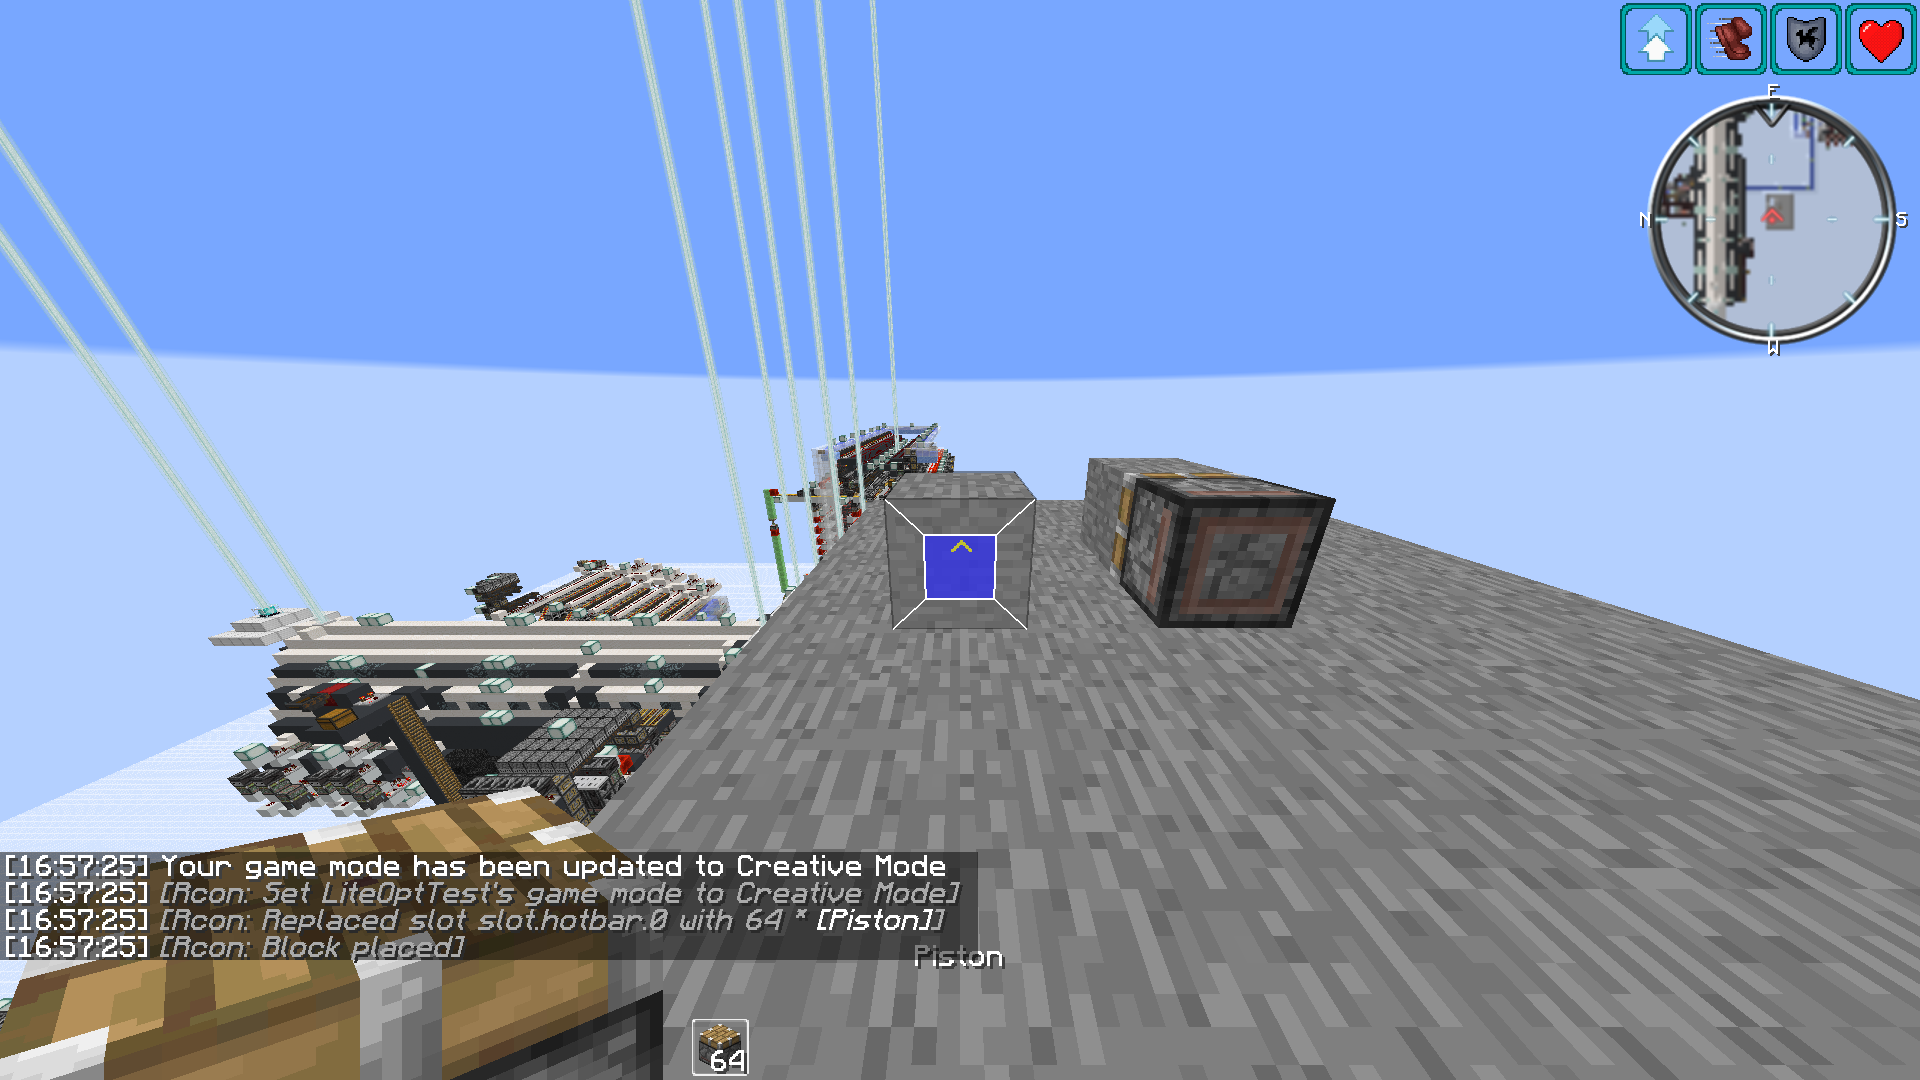 E
N
S
W
[16:57:25] Your game mode has been updated to Creative Mode
[16:57:25] [Rcon: Set LiteOptTest's game mode to Creative Mode]
[16:57:25] [Rcon: Replaced slot slot.hotbar.0 with 64 * [Piston]]
[16:57:25] [Rcon: Block placed]
Piston
64